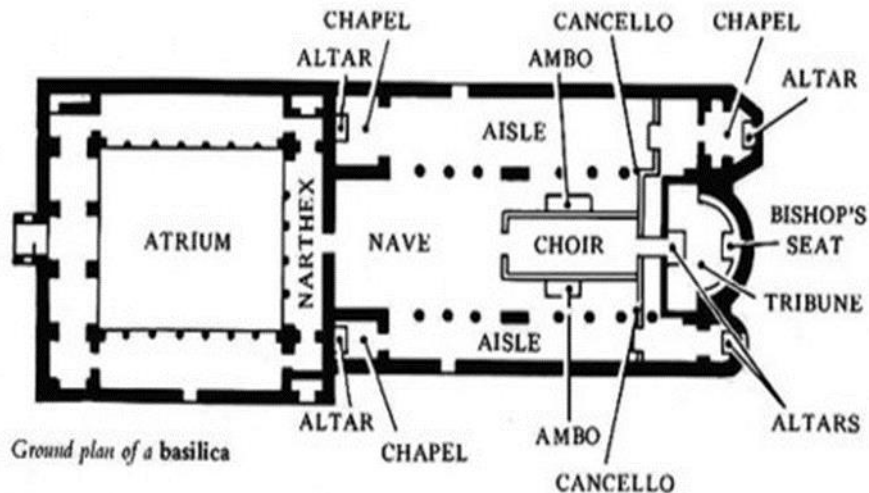 CHAPEL
CANCELLO
CHAPEL
ALTAR
AMBO
ALTAR
AISLE
NARTHEX
BISHOP'S
SEAT
ATRIUM
NAVE
CHOIR
TRIBUNE
AISLE
ALTAR
ALTARS
AMBO
Ground plan of a basilica
CHAPEL
CANCELLO